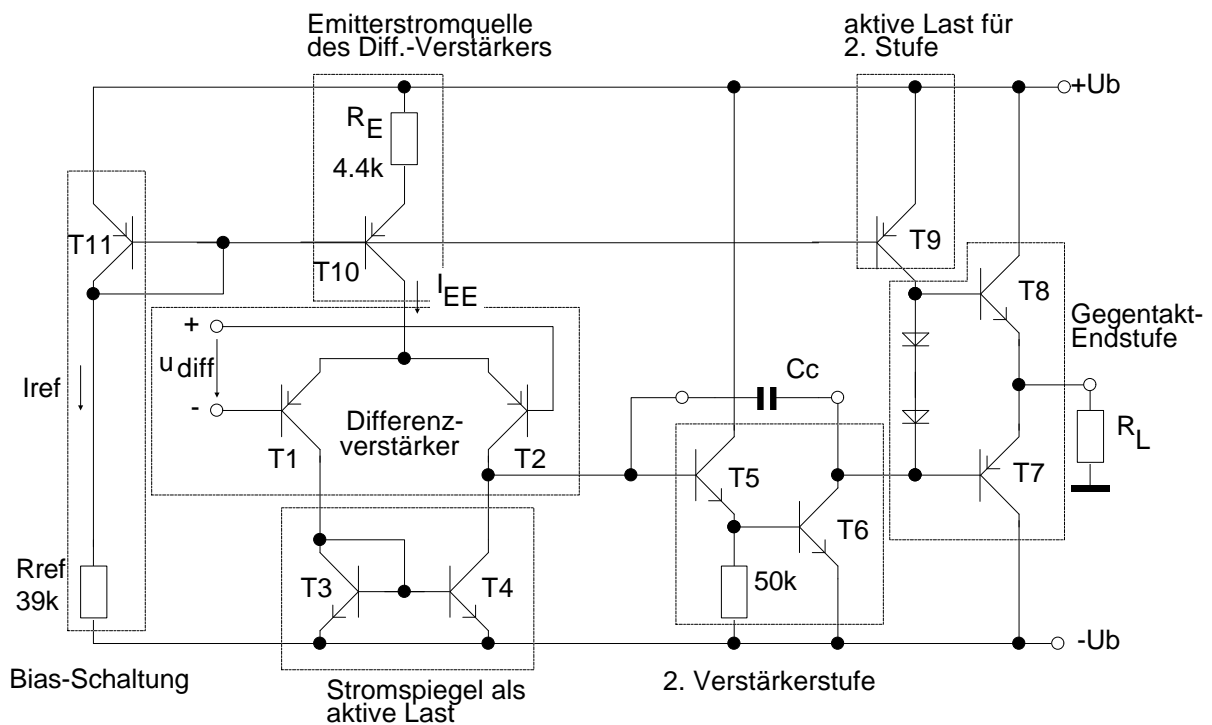 Emitterstromquelle
des Diff.-Verstärkers
aktive Last für
2. Stufe
+Ub
R_E
4.4k
T11
T10
T9
I_EE
T8
Gegentakt-
Endstufe
+
u_diff
-
Iref
Cc
Differenz-
verstärker
T1
T2
R_L
T5
T7
T6
Rref
39k
T3
T4
50k
-Ub
Bias-Schaltung
Stromspiegel als
aktive Last
2. Verstärkerstufe